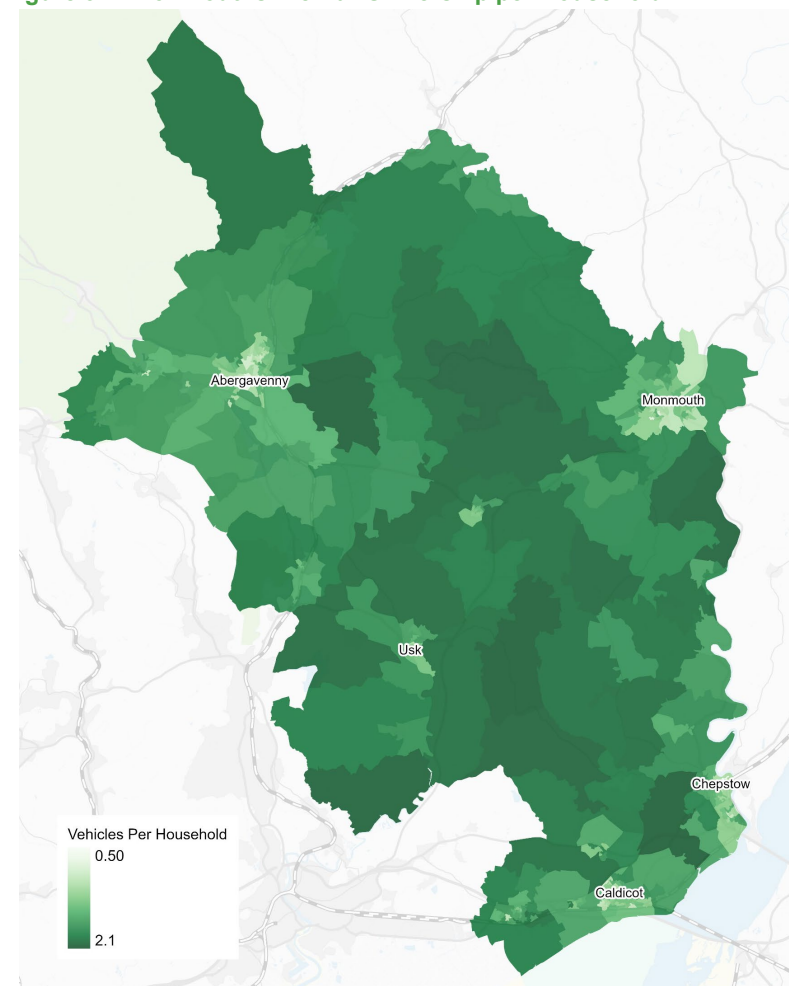 Abergavenny
Monmouth
Usk
Chepstow
Caldicot
Vehicles Per Household
0.50
2.1